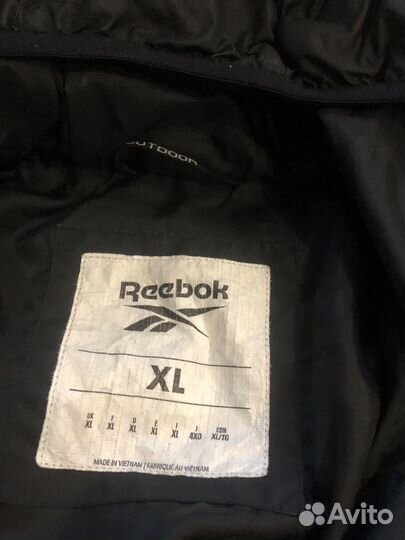 OUTDOOR
Reebok
XL
UK F D E I J CDN
XL XL XL XL XL 4XO XL/TG
MADE IN VIETNAM / FABRIQUÉ AU VIETNAM
Avito